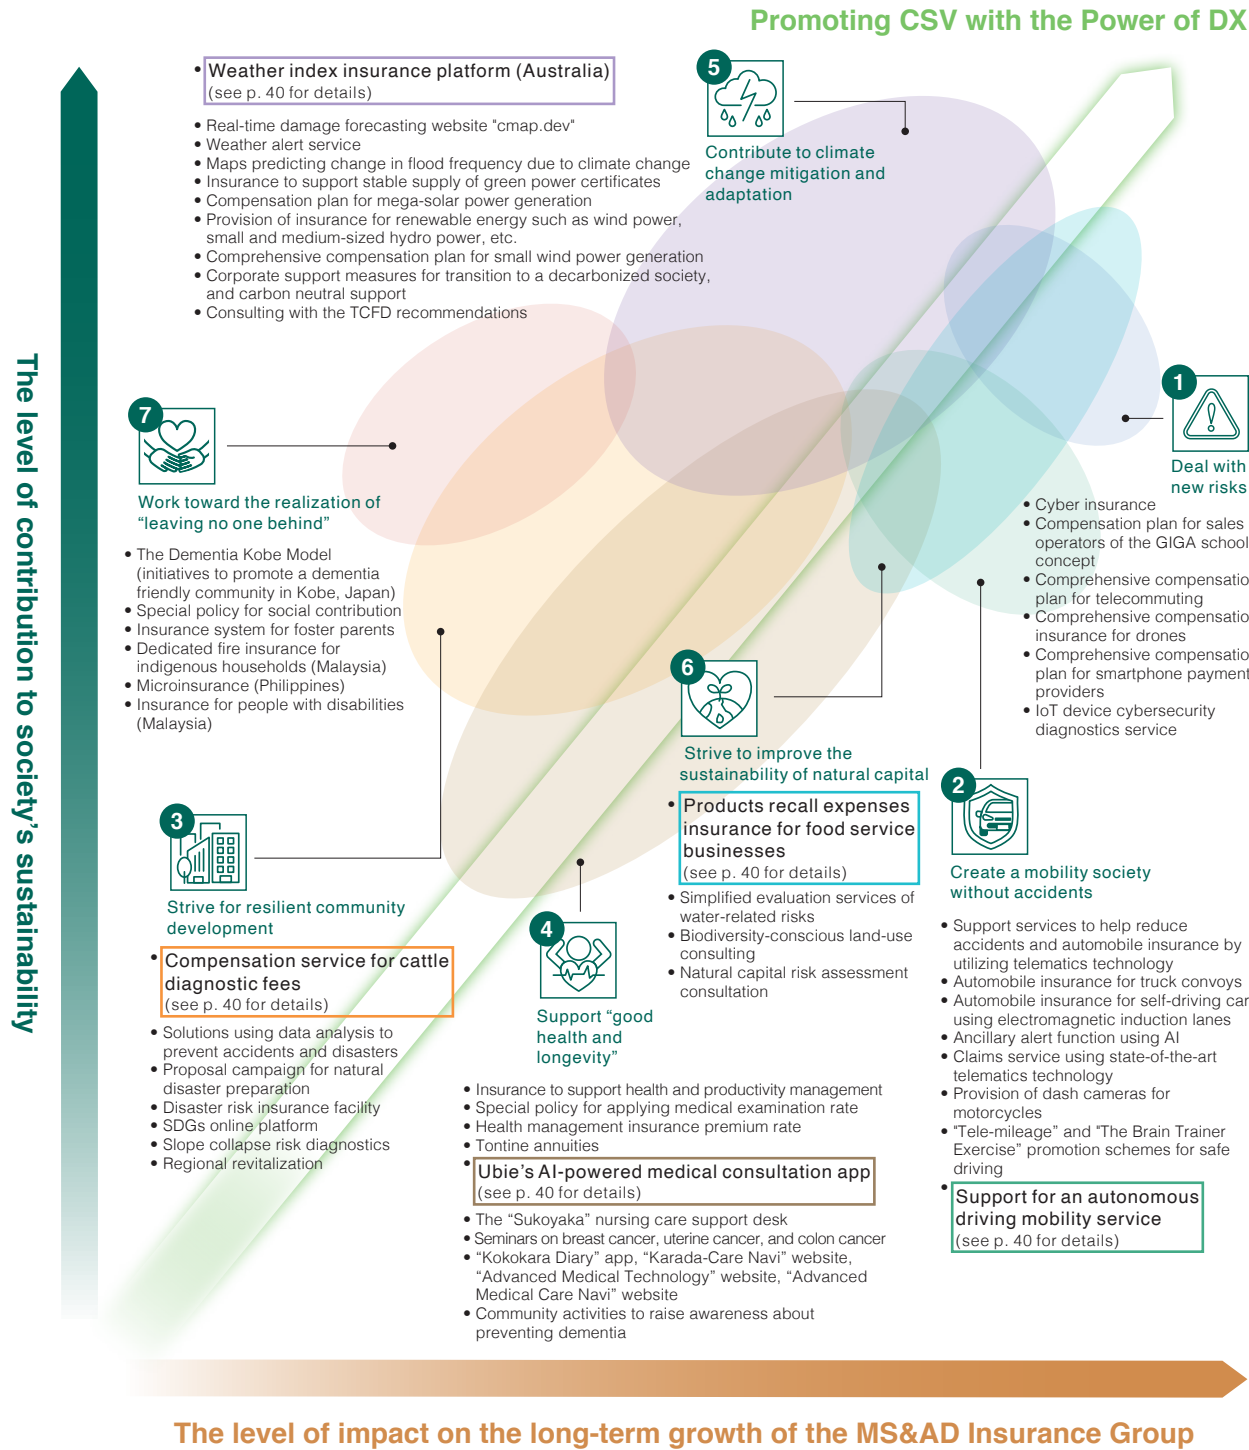 Promoting CSV with the Power of DX
The level of contribution to society's sustainability
• Weather index insurance platform (Australia)
(see p. 40 for details)
• Real-time damage forecasting website "cmap.dev"
• Weather alert service
• Maps predicting change in flood frequency due to climate change
• Insurance to support stable supply of green power certificates
• Compensation plan for mega-solar power generation
• Provision of insurance for renewable energy such as wind power,
small and medium-sized hydro power, etc.
• Comprehensive compensation plan for small wind power generation
• Corporate support measures for transition to a decarbonized society,
and carbon neutral support
• Consulting with the TCFD recommendations
5
Contribute to climate
change mitigation and
adaptation
1
Deal with
new risks
• Cyber insurance
• Compensation plan for sales
operators of the GIGA school
concept
• Comprehensive compensatio
plan for telecommuting
• Comprehensive compensatio
insurance for drones
• Comprehensive compensatio
plan for smartphone payment
providers
• IoT device cybersecurity
diagnostics service
7
Work toward the realization of
“leaving no one behind”
• The Dementia Kobe Model
(initiatives to promote a dementia
friendly community in Kobe, Japan)
• Special policy for social contribution
• Insurance system for foster parents
• Dedicated fire insurance for
indigenous households (Malaysia)
• Microinsurance (Philippines)
• Insurance for people with disabilities
(Malaysia)
6
Strive to improve the
sustainability of natural capital
• Products recall expenses
insurance for food service
businesses
(see p. 40 for details)
• Simplified evaluation services of
water-related risks
• Biodiversity-conscious land-use
consulting
• Natural capital risk assessment
consultation
2
Create a mobility society
without accidents
• Support services to help reduce
accidents and automobile insurance by
utilizing telematics technology
• Automobile insurance for truck convoys
• Automobile insurance for self-driving car
using electromagnetic induction lanes
• Ancillary alert function using AI
• Claims service using state-of-the-art
telematics technology
• Provision of dash cameras for
motorcycles
• "Tele-mileage” and “The Brain Trainer
Exercise” promotion schemes for safe
driving
• Support for an autonomous
driving mobility service
(see p. 40 for details)
3
Strive for resilient community
development
• Compensation service for cattle
diagnostic fees
(see p. 40 for details)
• Solutions using data analysis to
prevent accidents and disasters
• Proposal campaign for natural
disaster preparation
• Disaster risk insurance facility
• SDGs online platform
• Slope collapse risk diagnostics
• Regional revitalization
4
Support “good
health and
longevity”
• Insurance to support health and productivity management
• Special policy for applying medical examination rate
• Health management insurance premium rate
• Tontine annuities
• Ubie's AI-powered medical consultation app
(see p. 40 for details)
• The “Sukoyaka” nursing care support desk
• Seminars on breast cancer, uterine cancer, and colon cancer
• “Kokokara Diary” app, “Karada-Care Navi” website,
“Advanced Medical Technology” website, “Advanced
Medical Care Navi” website
• Community activities to raise awareness about
preventing dementia
The level of impact on the long-term growth of the MS&AD Insurance Group